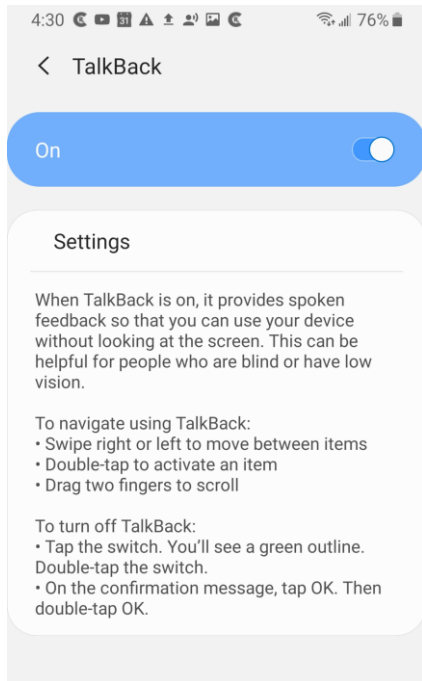 4:30 31 76%
TalkBack
On
Settings
When TalkBack is on, it provides spoken
feedback so that you can use your device
without looking at the screen. This can be
helpful for people who are blind or have low
vision.
To navigate using TalkBack:
• Swipe right or left to move between items
• Double-tap to activate an item
• Drag two fingers to scroll
To turn off TalkBack:
• Tap the switch. You'll see a green outline.
Double-tap the switch.
• On the confirmation message, tap OK. Then
double-tap OK.